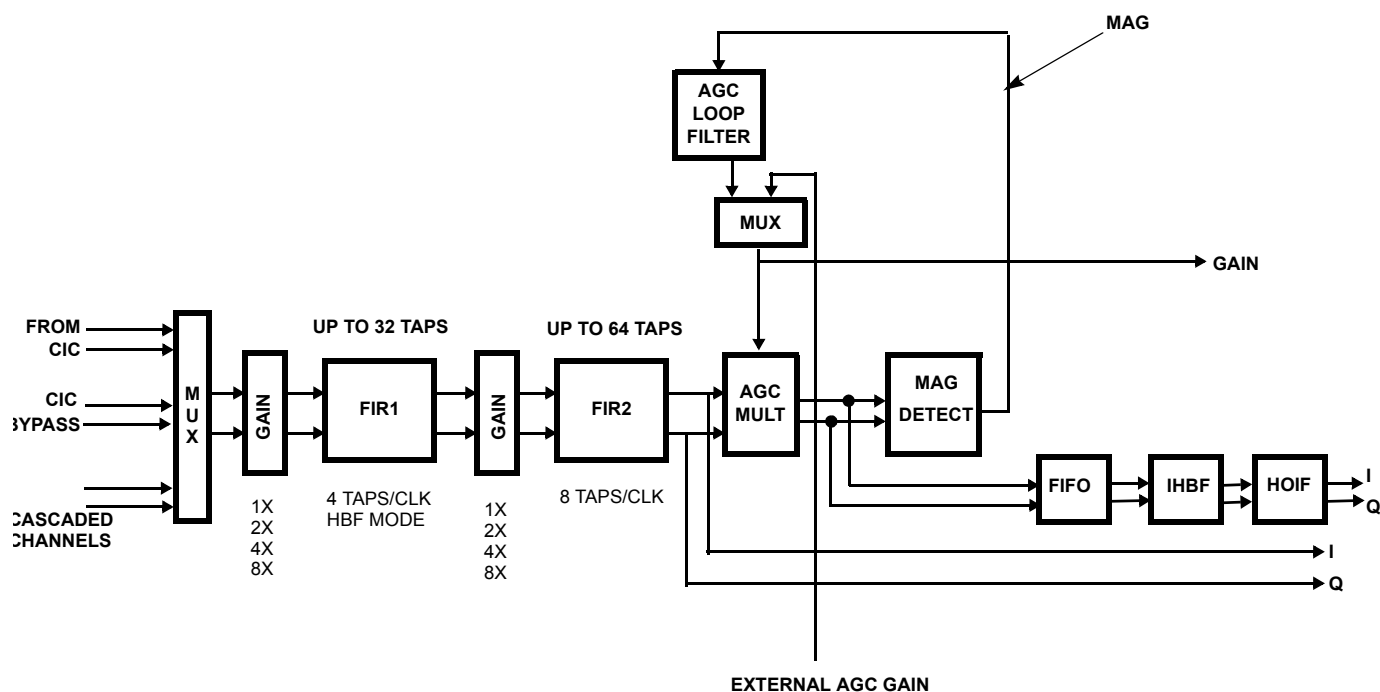 MAG
AGC
LOOP
FILTER
MUX
GAIN
FROM
CIC
CIC
BYPASS
CASCADED
CHANNELS
MUX
GAIN
1X
2X
4X
8X
UP TO 32 TAPS
FIR1
4 TAPS/CLK
HBF MODE
GAIN
1X
2X
4X
8X
UP TO 64 TAPS
FIR2
8 TAPS/CLK
AGC
MULT
MAG
DETECT
FIFO
IHBF
HOIF
I
Q
I
Q
EXTERNAL AGC GAIN